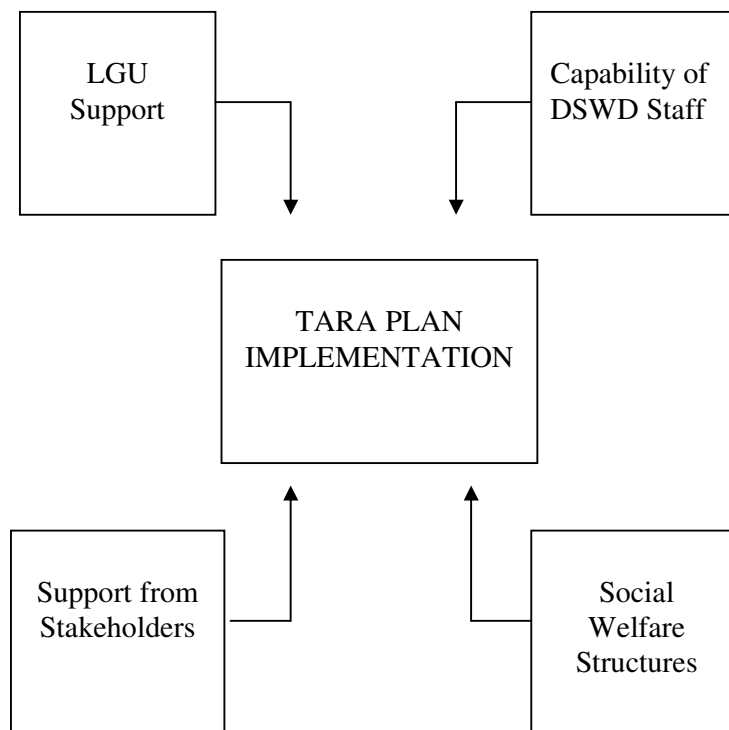 LGU
Support
Capability of
DSWD Staff
TARA PLAN
IMPLEMENTATION
Support from
Stakeholders
Social
Welfare
Structures